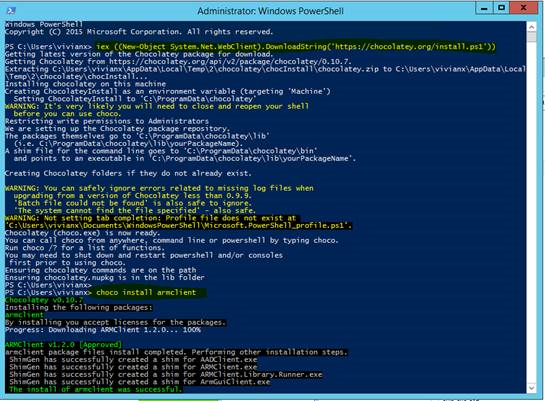 Administrator: Windows PowerShell
Windows PowerShell
Copyright (C) 2015 Microsoft Corporation. All rights reserved.
PS C:\Users\vivianx> iex ((New-Object System.Net.WebClient).DownloadString('https://chocolatey.org/install.ps1'))
Getting latest version of the Chocolatey package for download.
Getting Chocolatey from https://chocolatey.org/api/v2/package/chocolatey/0.10.7.
Extracting C:\Users\vivianx\AppData\Local\Temp\2\chocolatey\chocInstall\chocolatey.zip to C:\Users\vivianx\AppData\Local
\Temp\2\chocolatey\chocInstall...
Installing chocolatey on this machine
Creating ChocolateyInstall as an environment variable (targeting 'Machine')
Setting ChocolateyInstall to 'C:\ProgramData\chocolatey'
WARNING: It's very likely you will need to close and reopen your shell
before you can use choco.
Restricting write permissions to Administrators
We are setting up the Chocolatey package repository.
The packages themselves go to 'C:\ProgramData\chocolatey\lib'
(i.e. C:\ProgramData\chocolatey\lib\yourPackageName).
A shim file for the command line goes to 'C:\ProgramData\chocolatey\bin'
and points to an executable in 'C:\ProgramData\chocolatey\lib\yourPackageName'.
Creating Chocolatey folders if they do not already exist.
WARNING: You can safely ignore errors related to missing log files when
upgrading from a version of Chocolatey less than 0.9.9.
'Batch file could not be found' is also safe to ignore.
'The system cannot find the file specified' - also safe.
WARNING: Not setting tab completion: Profile file does not exist at
'C:\Users\vivianx\Documents\WindowsPowerShell\Microsoft.PowerShell_profile.ps1'.
Chocolatey (choco.exe) is now ready.
You can call choco from anywhere, command line or powershell by typing choco.
Run choco /? for a list of functions.
You may need to shut down and restart powershell and/or consoles
first prior to using choco.
Ensuring chocolatey commands are on the path
Ensuring chocolatey.nupkg is in the lib folder
PS C:\Users\vivianx>
PS C:\Users\vivianx> choco install armclient
Chocolatey v0.10.7
Installing the following packages:
armclient
By installing you accept licenses for the packages.
Progress: Downloading ARMClient 1.2.0... 100%
ARMClient v1.2.0 [Approved]
armclient package files install completed. Performing other installation steps.
ShimGen has successfully created a shim for AADClient.exe
ShimGen has successfully created a shim for ARMClient.exe
ShimGen has successfully created a shim for ARMClient.Library.Runner.exe
ShimGen has successfully created a shim for ArmGuiClient.exe
The install of armclient was successful.